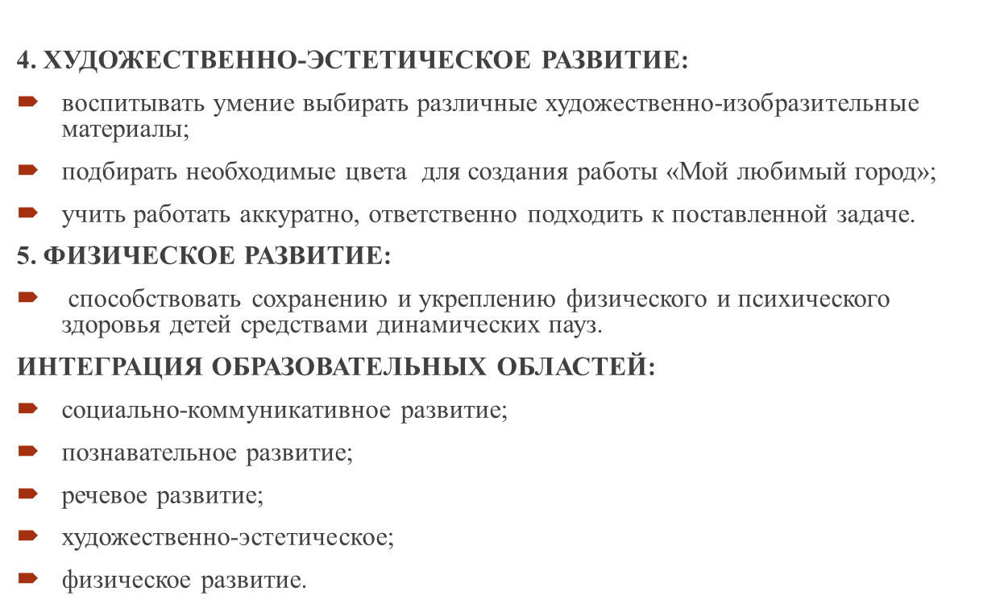 4. ХУДОЖЕСТВЕННО-ЭСТЕТИЧЕСКОЕ РАЗВИТИЕ:
воспитывать умение выбирать различные художественно-изобразительные
материалы;
подбирать необходимые цвета  для создания работы «Мой любимый город»;
учить работать аккуратно, ответственно подходить к поставленной задаче.
5. ФИЗИЧЕСКОЕ РАЗВИТИЕ:
способствовать сохранению и укреплению физического и психического
здоровья детей средствами динамических пауз.
ИНТЕГРАЦИЯ ОБРАЗОВАТЕЛЬНЫХ ОБЛАСТЕЙ:
социально-коммуникативное развитие;
познавательное развитие;
речевое развитие;
художественно-эстетическое;
физическое развитие.